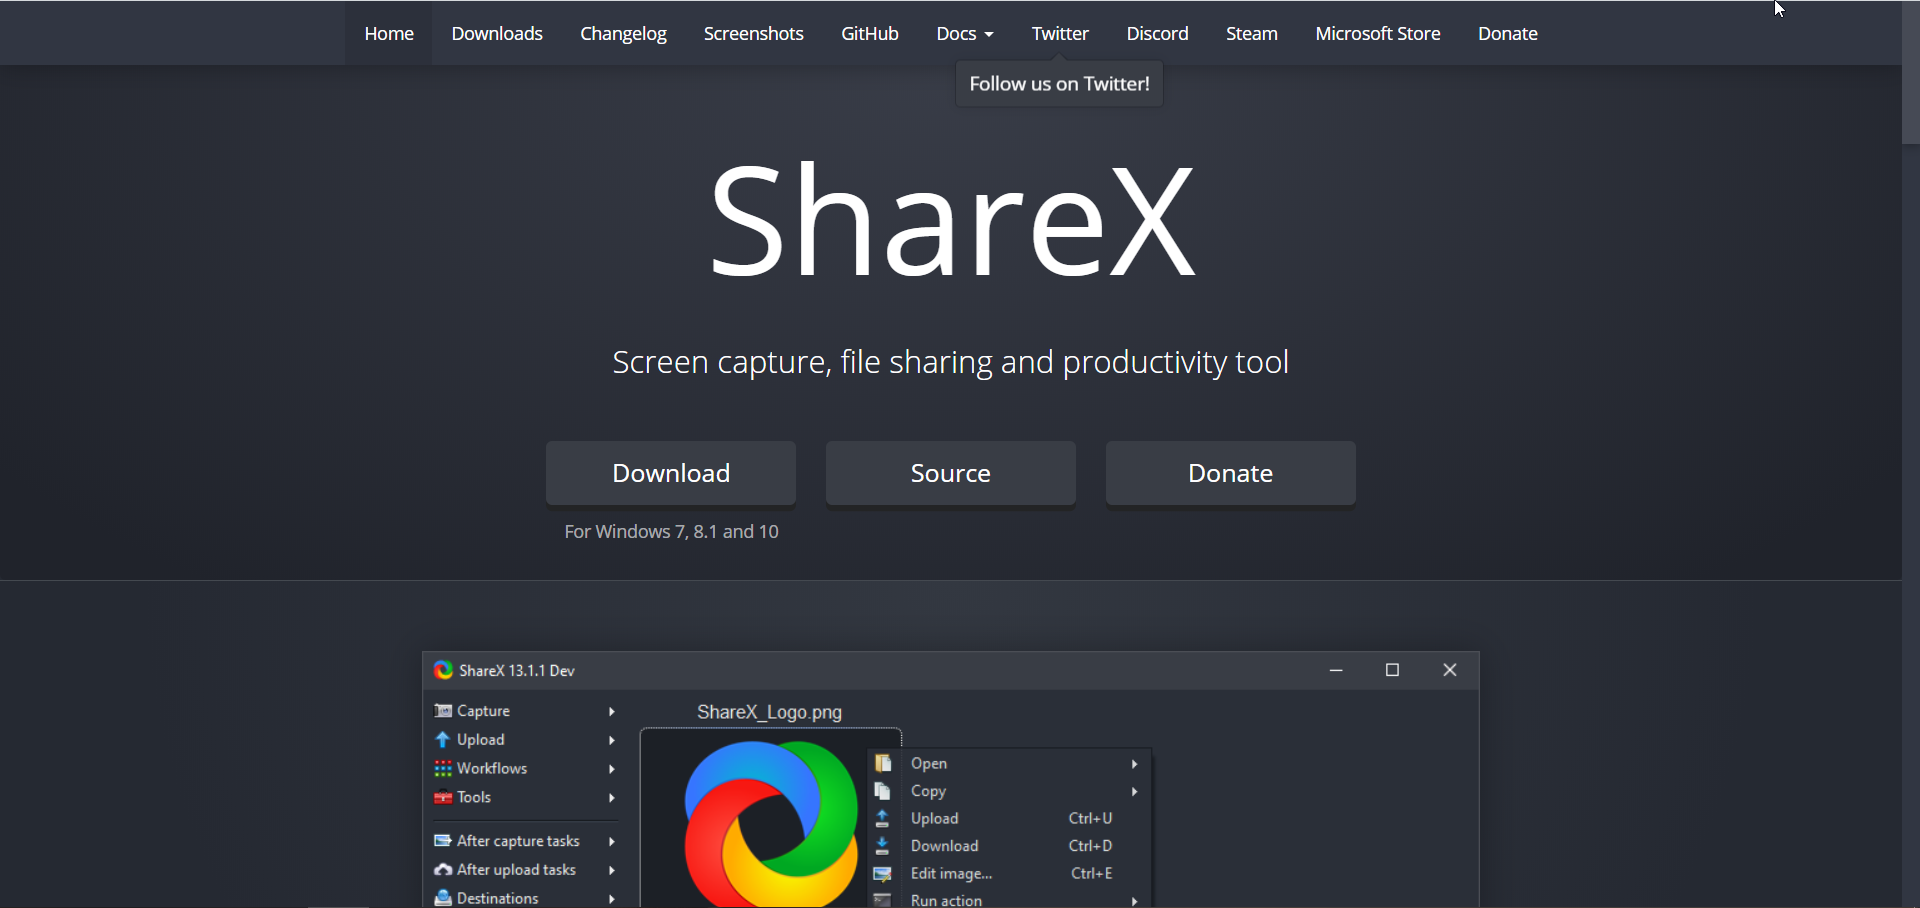 Home Downloads Changelog Screenshots GitHub Docs Twitter Discord Steam Microsoft Store Donate
Follow us on Twitter!
ShareX
Screen capture, file sharing and productivity tool
Download Source Donate
For Windows 7, 8.1 and 10
ShareX 13.1.1 Dev
Capture
Upload
Workflows
Tools
After capture tasks
After upload tasks
Destinations
ShareX_Logo.png
Open
Copy
Upload Ctrl+U
Download Ctrl+D
Edit image... Ctrl+E
Run action